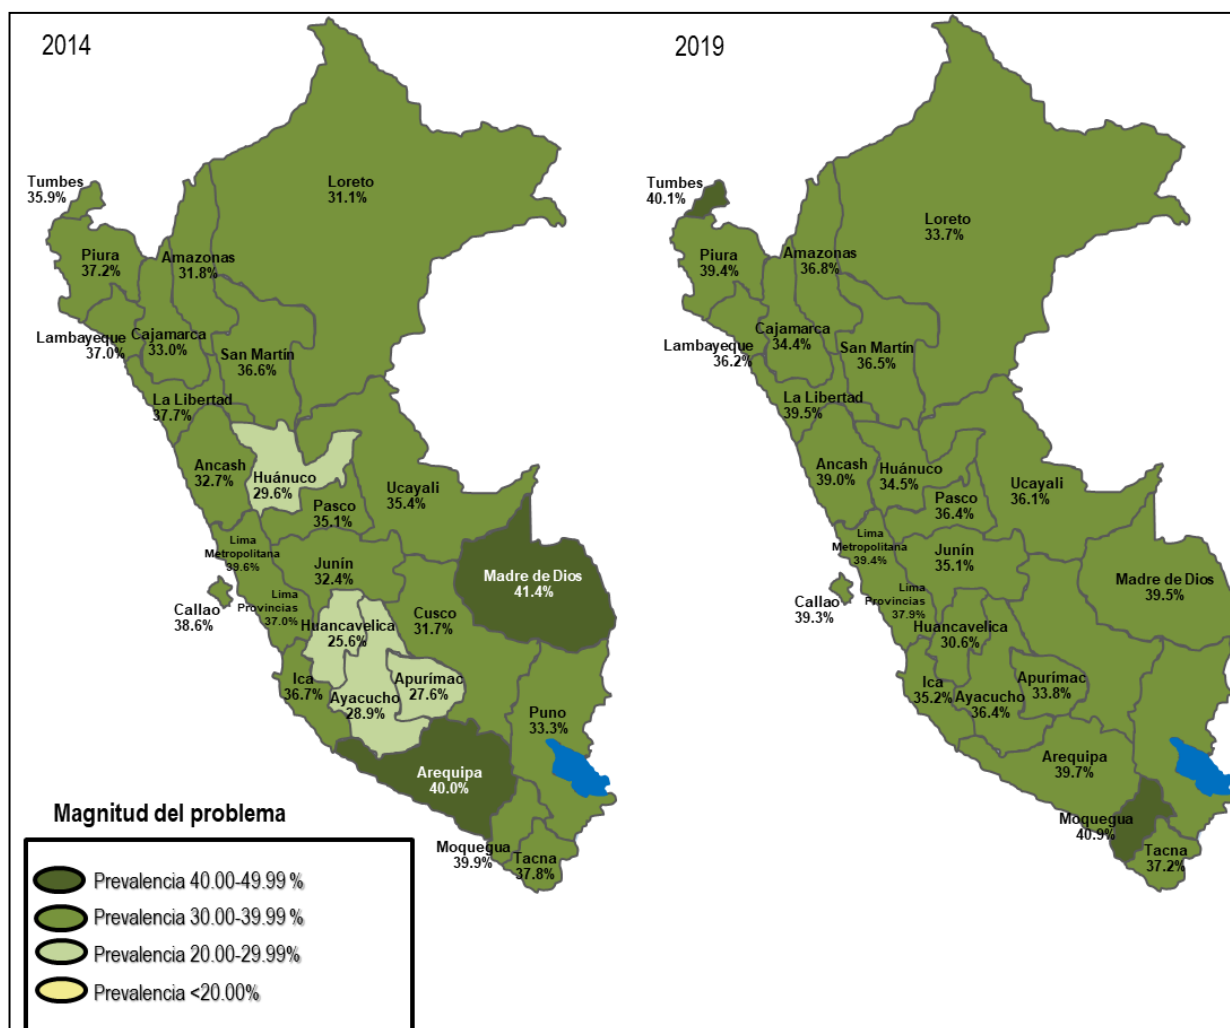 2014
Tumbes
35.9%
Loreto
31.1%
Piura
37.2%
Amazonas
31.8%
Lambayeque
37.0%
Cajamarca
33.0%
San Martín
36.6%
La Libertad
37.7%
Ancash
32.7%
Huánuco
29.6%
Pasco
35.1%
Ucayali
35.4%
Lima
Metropolitana
39.6%
Junín
32.4%
Madre de Dios
41.4%
Callao
38.6%
Lima
Provincias
37.0%
Cusco
31.7%
Huancavelica
25.6%
Ica
36.7%
Ayacucho
28.9%
Apurímac
27.6%
Puno
33.3%
Arequipa
40.0%
Moquegua
39.9%
Tacna
37.8%
Magnitud del problema
Prevalencia 40.00-49.99 %
Prevalencia 30.00-39.99 %
Prevalencia 20.00-29.99%
Prevalencia <20.00%
2019
Tumbes
40.1%
Loreto
33.7%
Piura
39.4%
Amazonas
36.8%
Lambayeque
36.2%
Cajamarca
34.4%
San Martín
36.5%
La Libertad
39.5%
Ancash
39.0%
Huánuco
34.5%
Pasco
36.4%
Ucayali
36.1%
Lima
Metropolitana
39.4%
Junín
35.1%
Madre de Dios
39.5%
Callao
39.3%
Lima
Provincias
37.9%
Huancavelica
30.6%
Ica
35.2%
Ayacucho
36.4%
Apurímac
33.8%
Arequipa
39.7%
Moquegua
40.9%
Tacna
37.2%